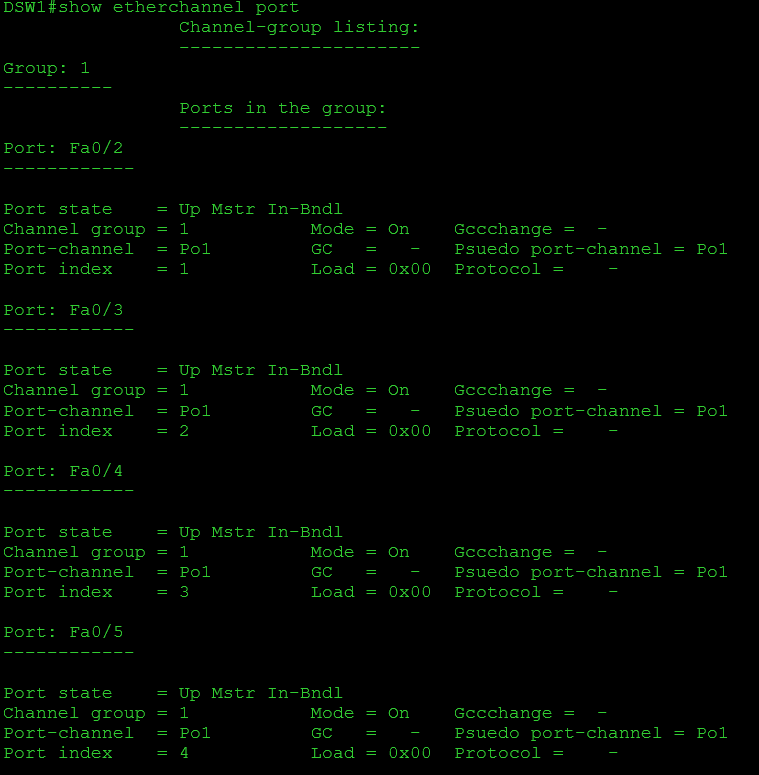 DSW1#show etherchannel port
                Channel-group listing:
                ----------------------
Group: 1
----------
                Ports in the group:
                -------------------
Port: Fa0/2
------------

Port state    = Up Mstr In-Bndl
Channel group = 1           Mode = On    Gccchange =  -
Port-channel  = Po1         GC   =   -   Psuedo port-channel = Po1
Port index    = 1           Load = 0x00  Protocol =    -

Port: Fa0/3
------------

Port state    = Up Mstr In-Bndl
Channel group = 1           Mode = On    Gccchange =  -
Port-channel  = Po1         GC   =   -   Psuedo port-channel = Po1
Port index    = 2           Load = 0x00  Protocol =    -

Port: Fa0/4
------------

Port state    = Up Mstr In-Bndl
Channel group = 1           Mode = On    Gccchange =  -
Port-channel  = Po1         GC   =   -   Psuedo port-channel = Po1
Port index    = 3           Load = 0x00  Protocol =    -

Port: Fa0/5
------------

Port state    = Up Mstr In-Bndl
Channel group = 1           Mode = On    Gccchange =  -
Port-channel  = Po1         GC   =   -   Psuedo port-channel = Po1
Port index    = 4           Load = 0x00  Protocol =    -